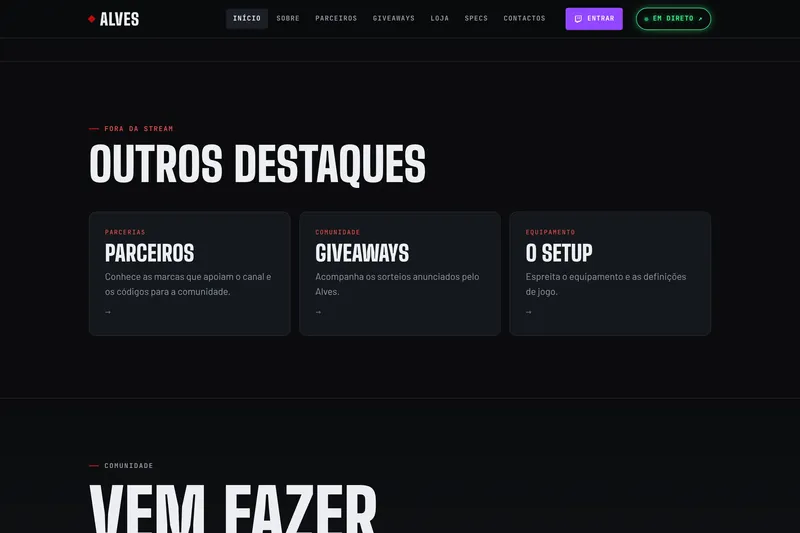 ALVES
INÍCIO SOBRE PARCEIROS GIVEAWAYS LOJA SPECS CONTACTOS ENTRAR EM DIRETO ↗
FORA DA STREAM
OUTROS DESTAQUES
PARCERIAS
PARCEIROS
Conhece as marcas que apoiam o canal e
os códigos para a comunidade.
→
COMUNIDADE
GIVEAWAYS
Acompanha os sorteios anunciados pelo
Alves.
→
EQUIPAMENTO
O SETUP
Espreita o equipamento e as definições
de jogo.
→
COMUNIDADE
VEM FAZER